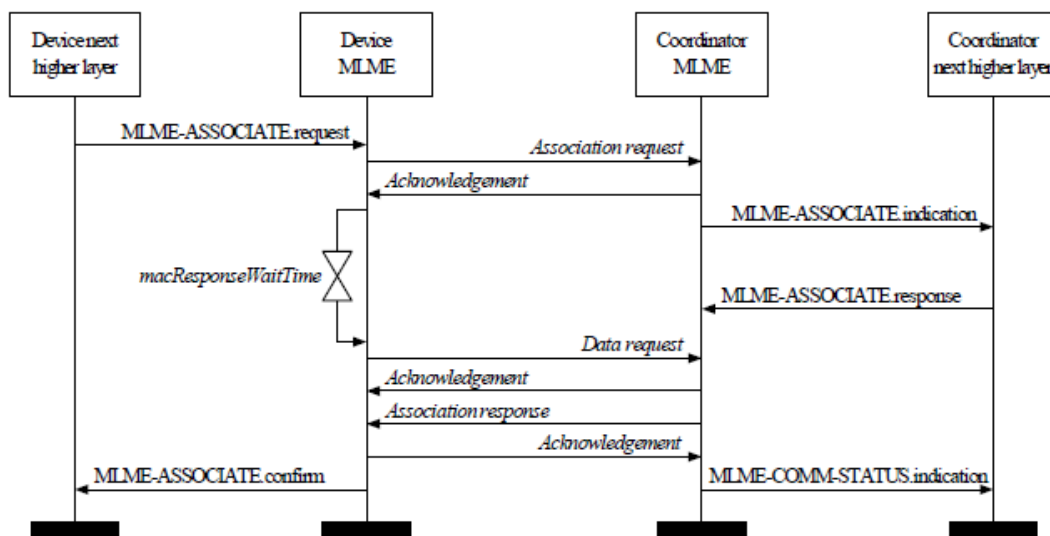 Device next
higher layer
Device
MLME
Coordinator
MLME
Coordinator
next higher layer
MLME-ASSOCIATE.request
Association request
Acknowledgement
MLME-ASSOCIATE.indication
macResponseWaitTime
MLME-ASSOCIATE.response
Data request
Acknowledgement
Association response
Acknowledgement
MLME-ASSOCIATE.confirm
MLME-COMM-STATUS.indication